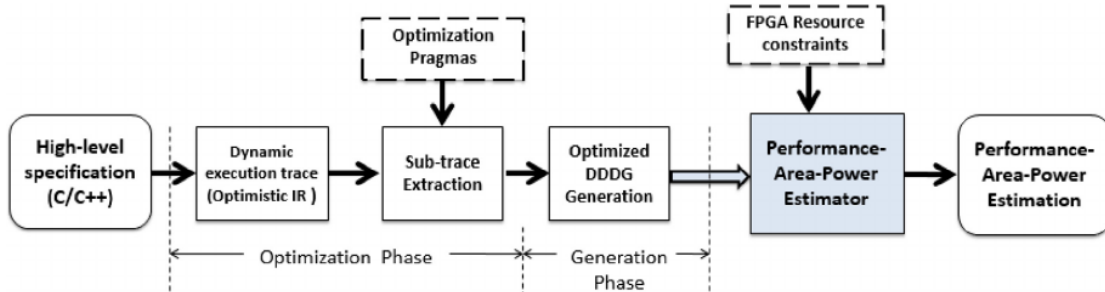 Optimization
Pragmas
FPGA Resource
constraints
High-level
specification
(C/C++)
Dynamic
execution trace
(Optimistic IR )
Sub-trace
Extraction
Optimized
DDDG
Generation
Performance-
Area-Power
Estimator
Performance-
Area-Power
Estimation
Optimization Phase
Generation
Phase